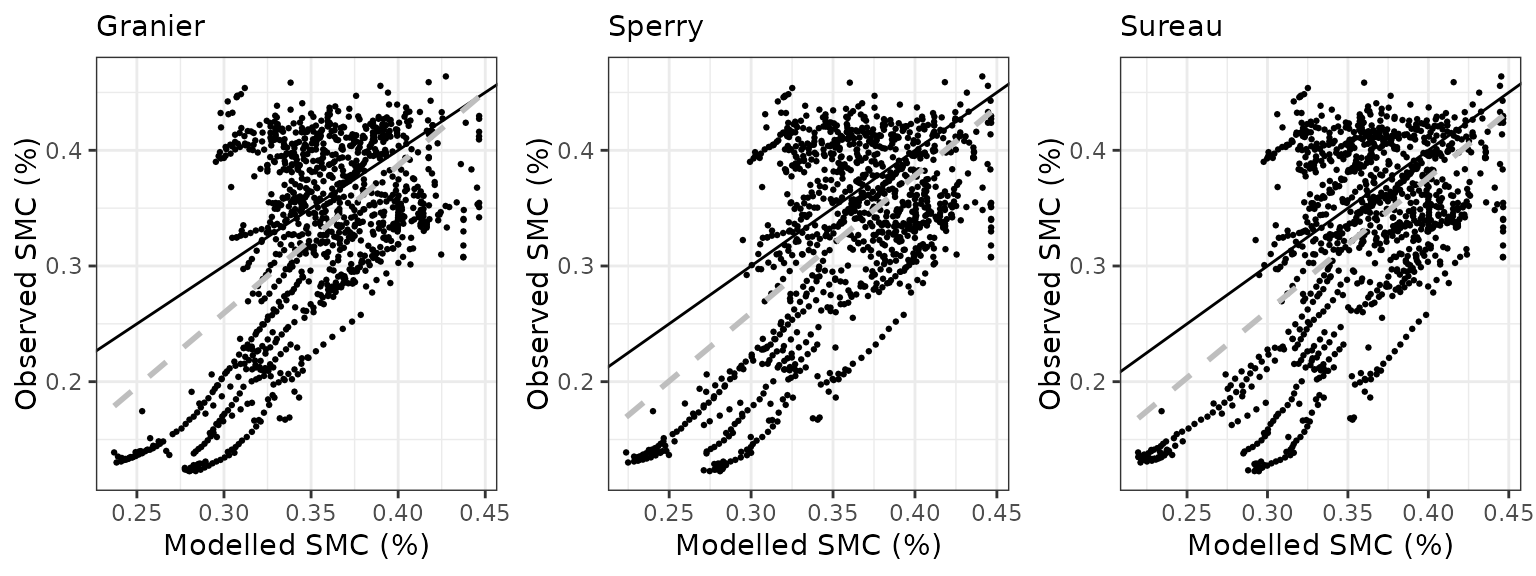 Granier
Observed SMC (%)
0.4
0.3
0.2
0.25 0.30 0.35 0.40 0.45
Modelled SMC (%)
Sperry
Observed SMC (%)
0.4
0.3
0.2
0.25 0.30 0.35 0.40 0.45
Modelled SMC (%)
Sureau
Observed SMC (%)
0.4
0.3
0.2
0.25 0.30 0.35 0.40 0.45
Modelled SMC (%)